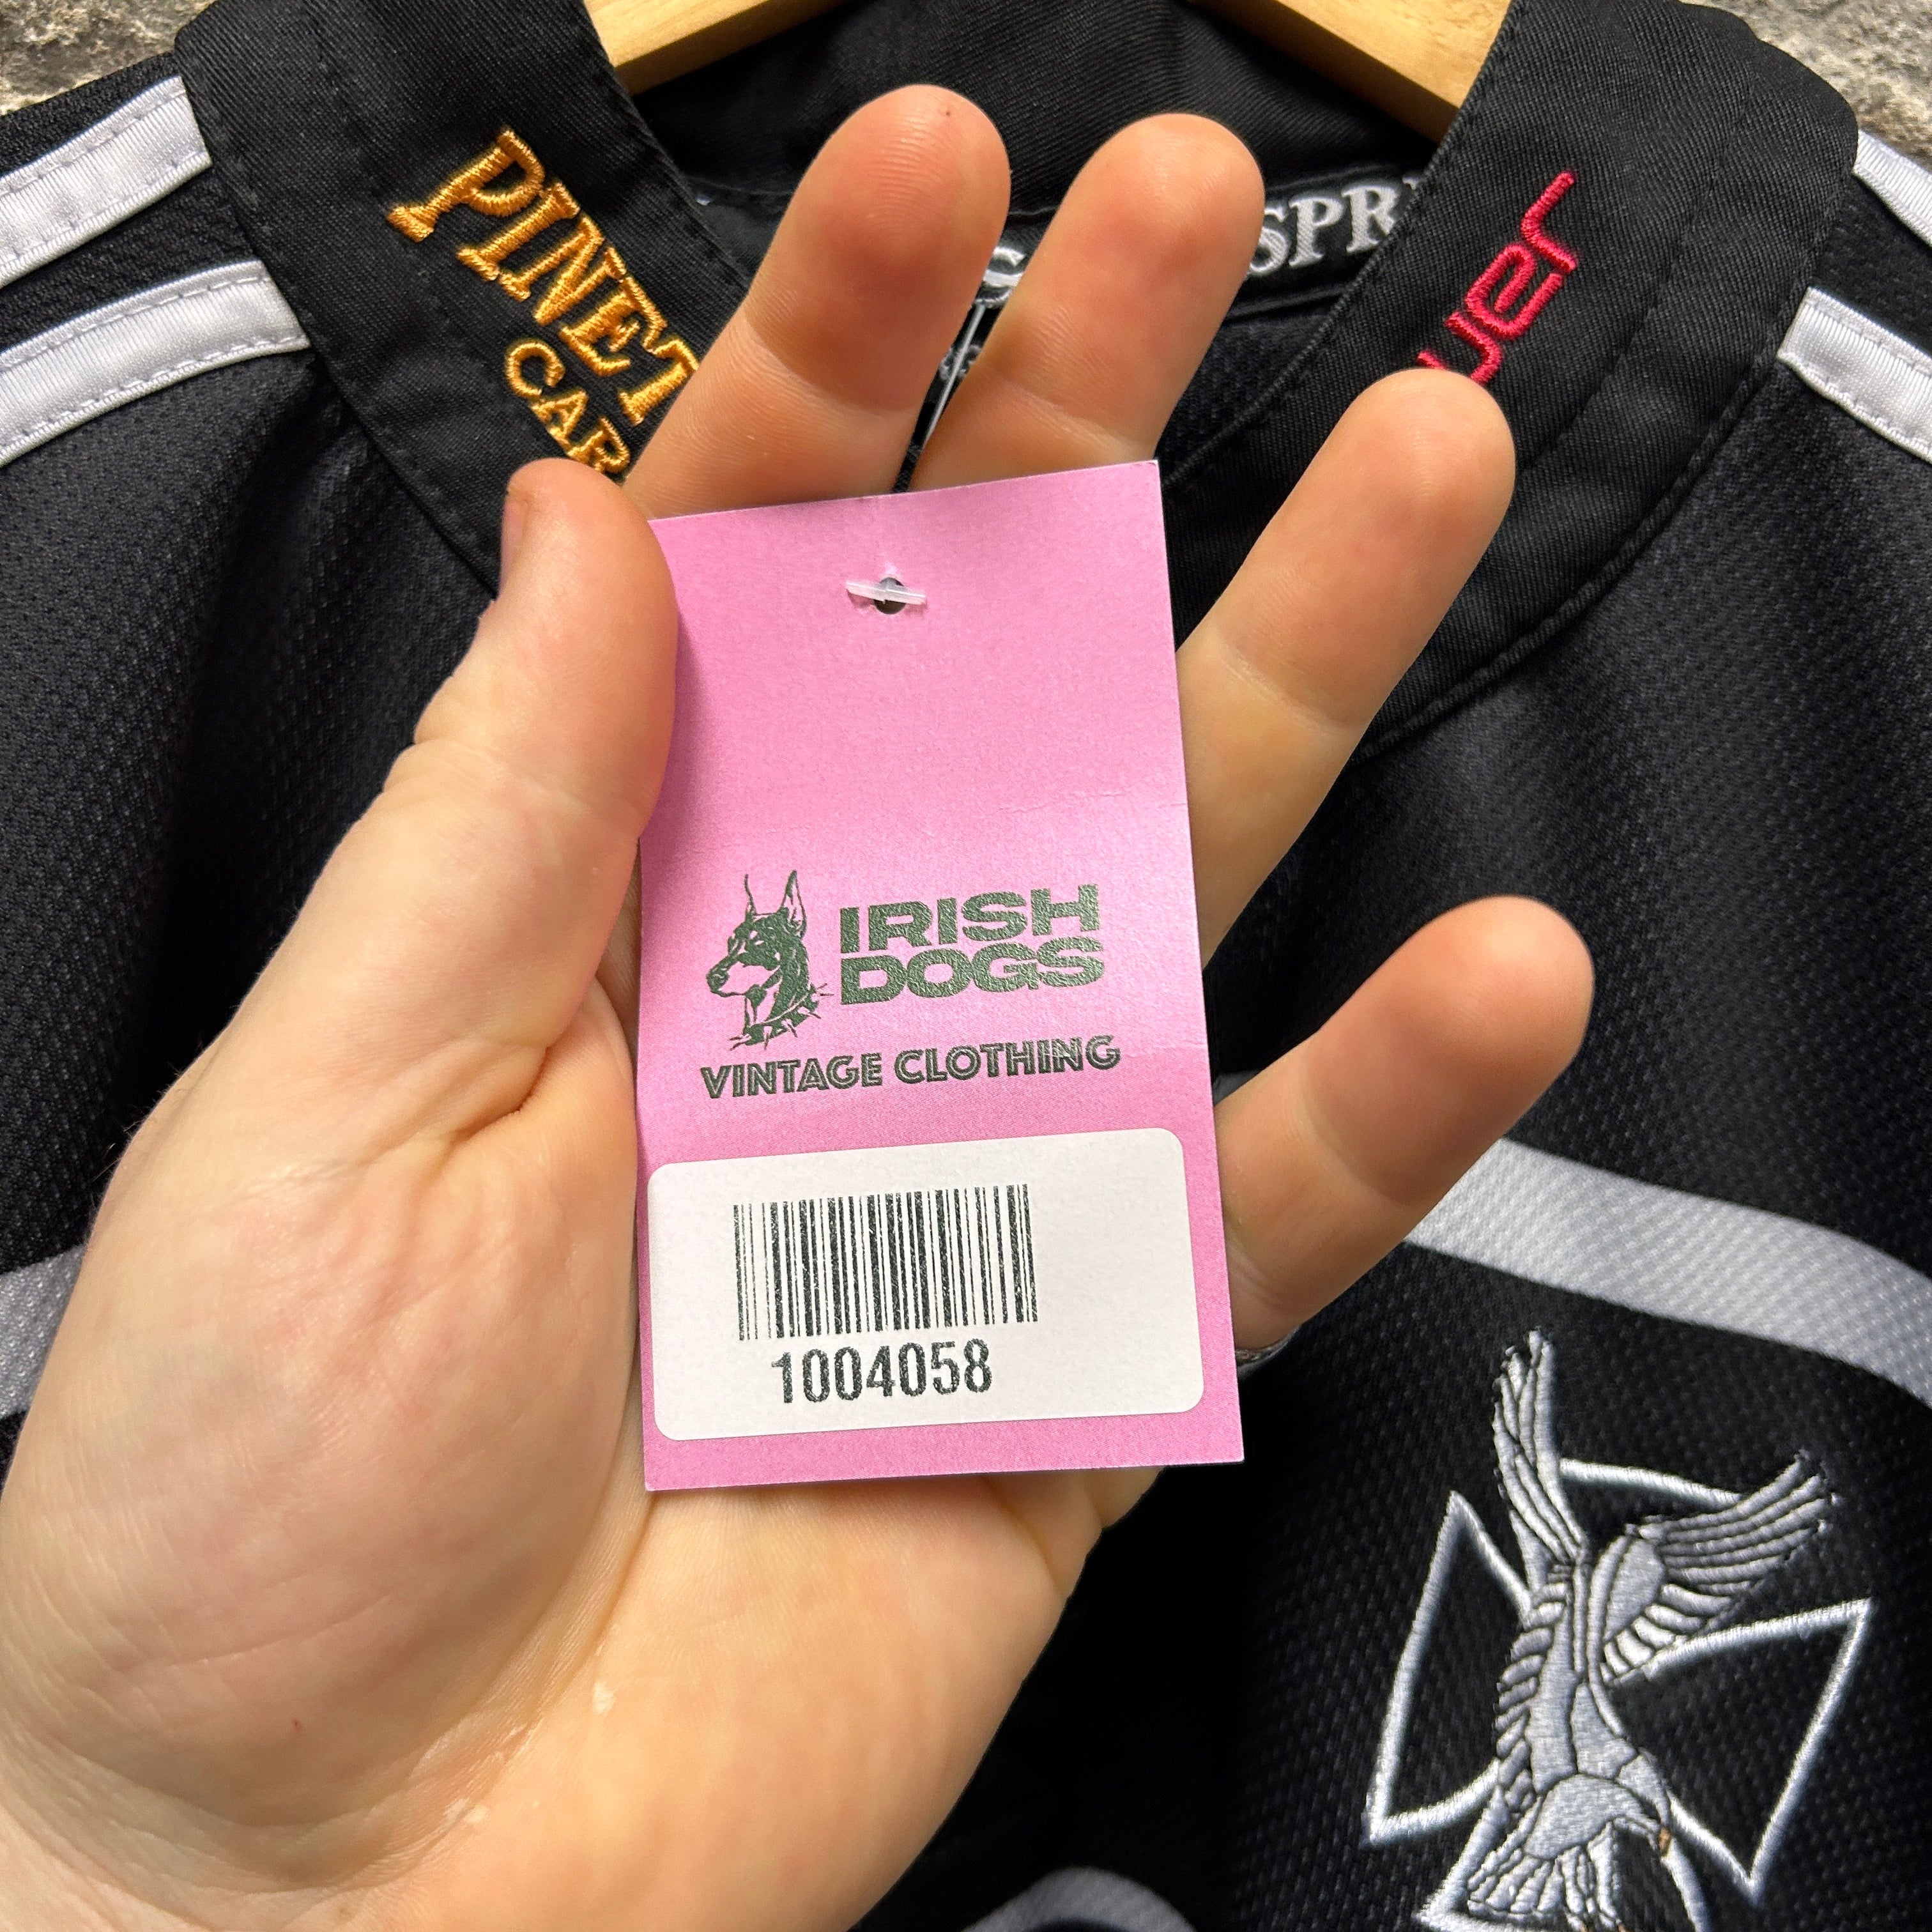 PINET
CAR
SPR
uer
IRISH
DOGS
VINTAGE CLOTHING
1004058